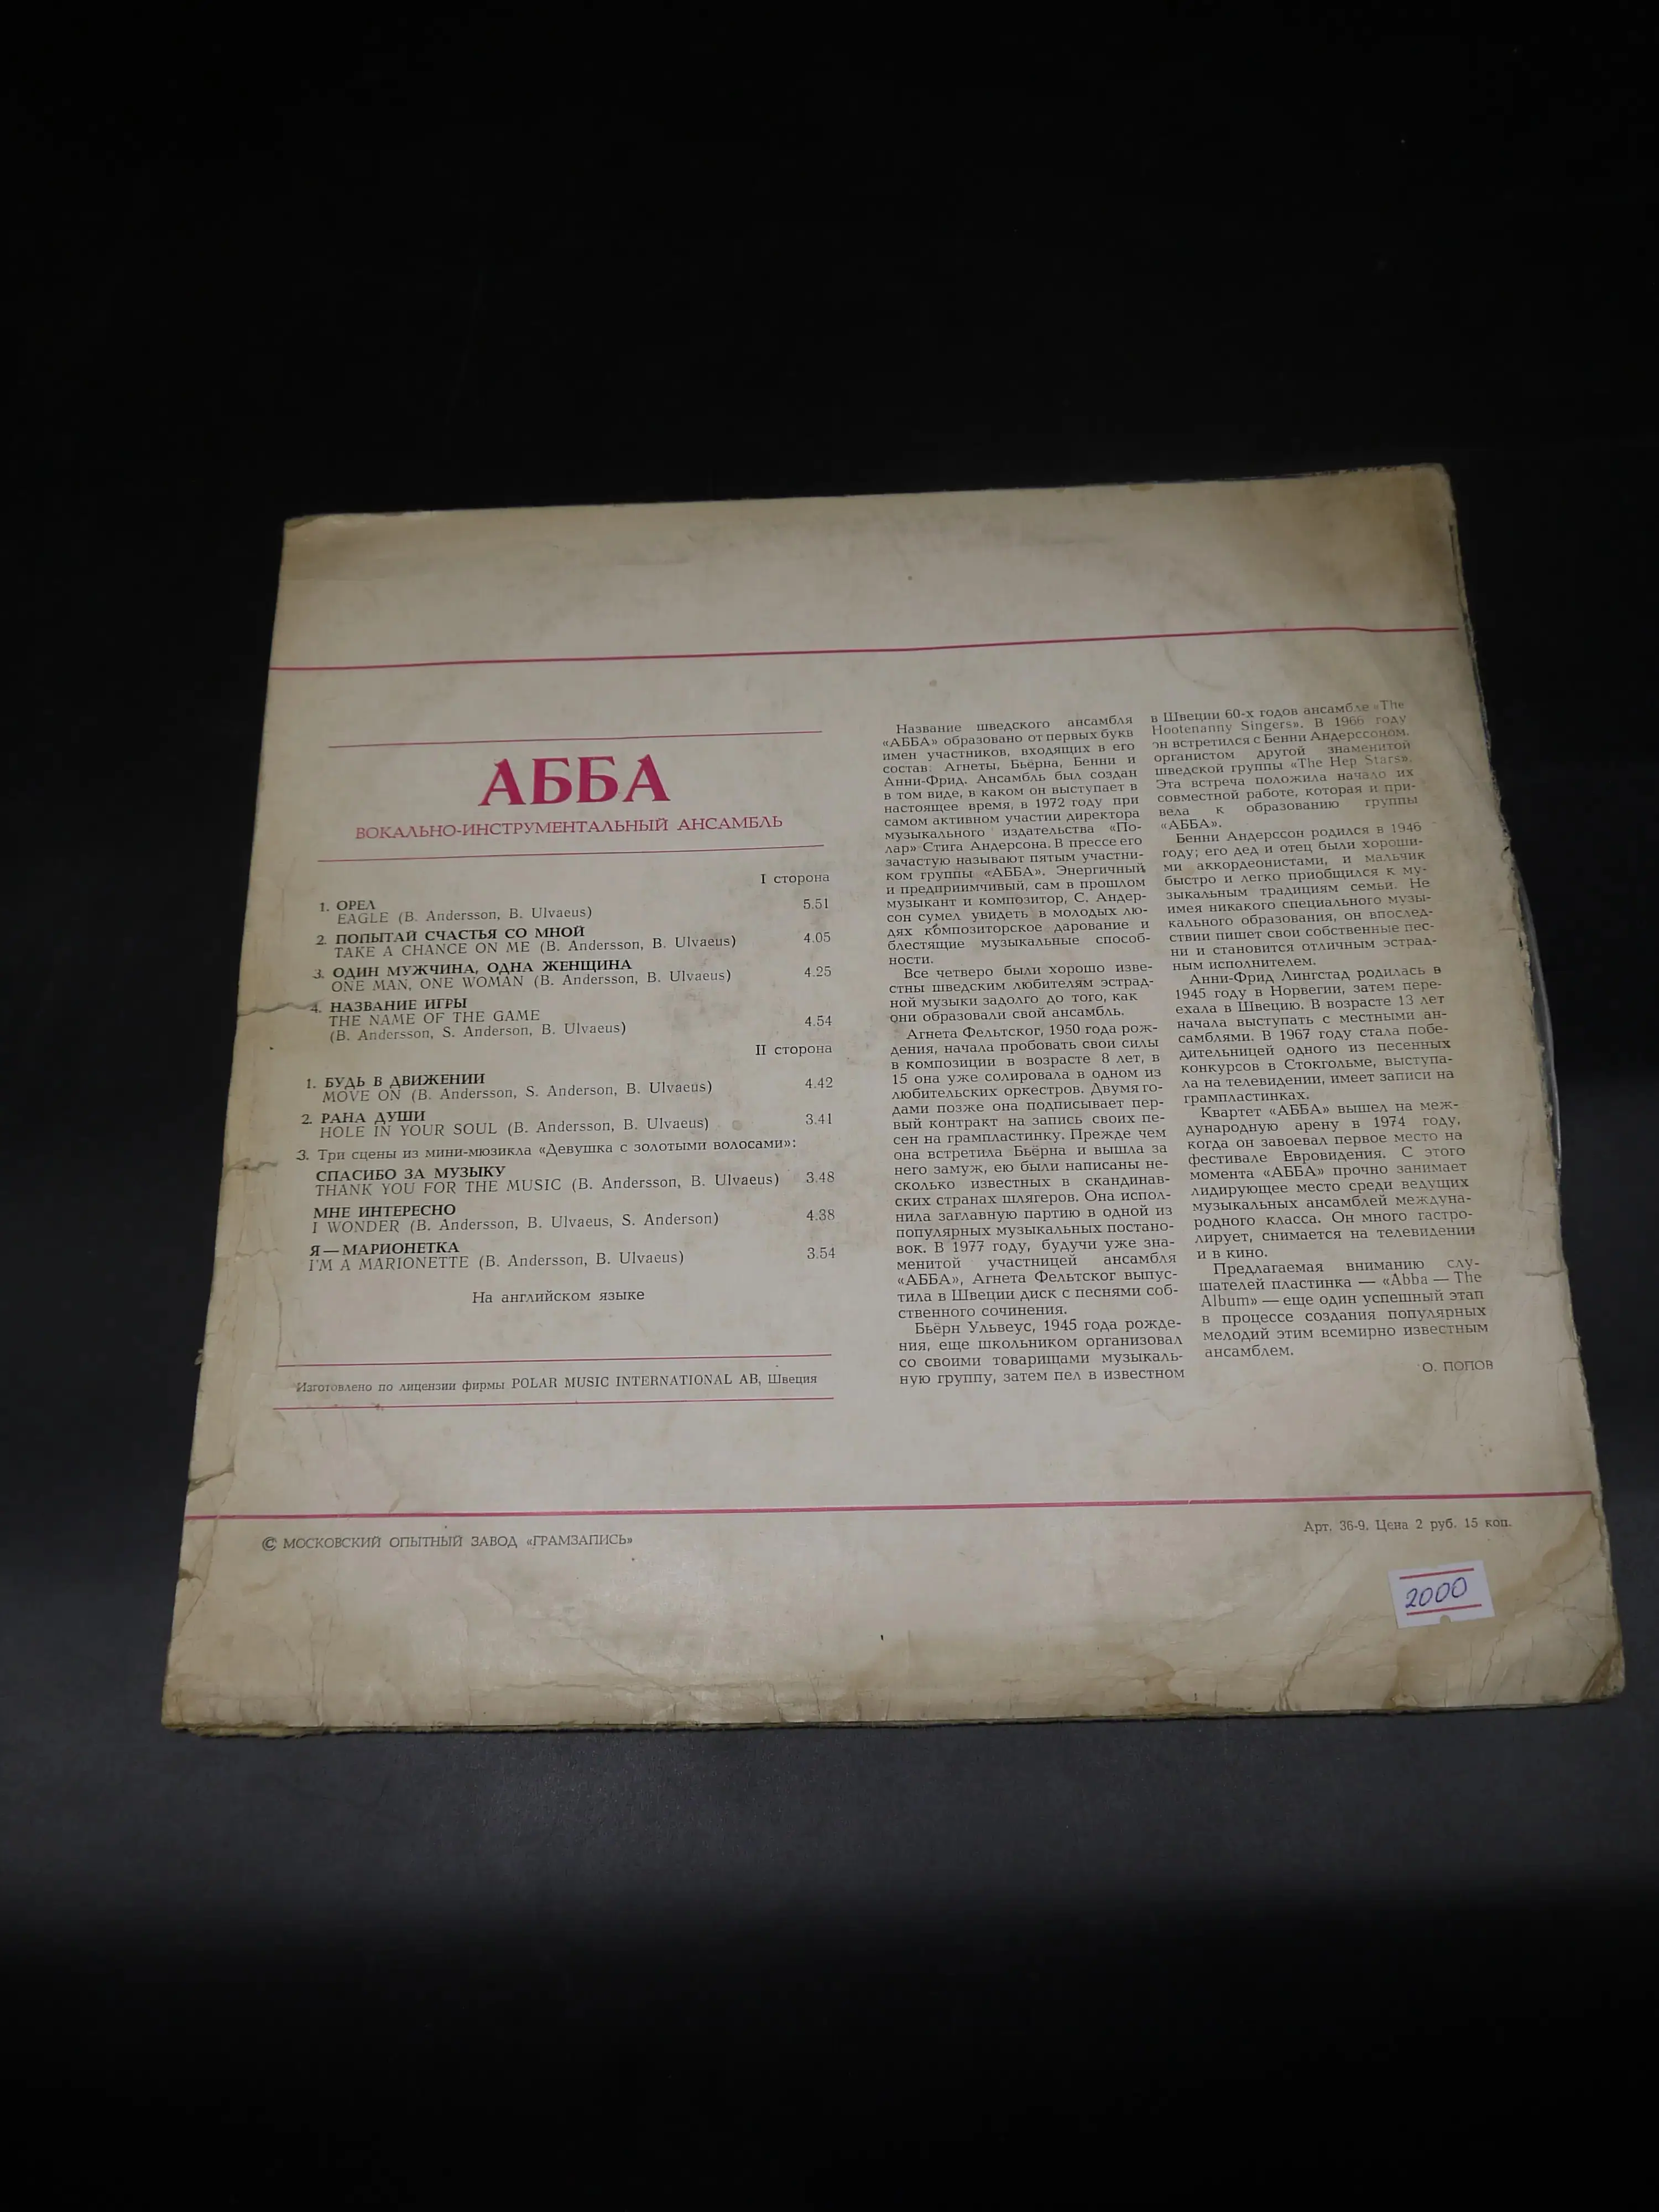 АББА
ВОКАЛЬНО-ИНСТРУМЕНТАЛЬНЫЙ АНСАМБЛЬ
I сторона
1. ОРЕЛ
EAGLE (B. Andersson, B. Ulvaeus) 5.51
2. ПОПЫТАЙ СЧАСТЬЯ СО МНОЙ
TAKE A CHANCE ON ME (B. Andersson, B. Ulvaeus) 4.05
3. ОДИН МУЖЧИНА, ОДНА ЖЕНЩИНА
ONE MAN, ONE WOMAN (B. Andersson, B. Ulvaeus) 4.25
4. НАЗВАНИЕ ИГРЫ
THE NAME OF THE GAME
(B. Andersson, S. Anderson, B. Ulvaeus) 4.54
II сторона
1. БУДЬ В ДВИЖЕНИИ
MOVE ON (B. Andersson, S. Anderson, B. Ulvaeus) 4.42
2. РАНА ДУШИ
HOLE IN YOUR SOUL (B. Andersson, B. Ulvaeus) 3.41
3. Три сцены из мини-мюзикла «Девушка с золотыми волосами»:
СПАСИБО ЗА МУЗЫКУ
THANK YOU FOR THE MUSIC (B. Andersson, B. Ulvaeus) 3.48
МНЕ ИНТЕРЕСНО
I WONDER (B. Andersson, B. Ulvaeus, S. Anderson) 4.38
Я — МАРИОНЕТКА
I'M A MARIONETTE (B. Andersson, B. Ulvaeus) 3.54
На английском языке
Изготовлено по лицензии фирмы POLAR MUSIC INTERNATIONAL AB, Швеция
Название шведского ансамбля
«АББА» образовано от первых букв
имен участников, входящих в его
состав: Агнеты, Бьёрна, Бенни и
Анни-Фрид. Ансамбль был создан
в том виде, в каком он выступает в
настоящее время, в 1972 году при
самом активном участии директора
музыкального издательства «По-
лар» Стига Андерсона. В прессе его
зачастую называют пятым участни-
ком группы «АББА». Энергичный
и предприимчивый, сам в прошлом
музыкант и композитор, С. Андер-
сон сумел увидеть в молодых лю-
дях композиторское дарование и
блестящие музыкальные способ-
ности.
Все четверо были хорошо изве-
стны шведским любителям эстрад-
ной музыки задолго до того, как
они образовали свой ансамбль.
Агнета Фельтског, 1950 года рож-
дения, начала пробовать свои силы
в композиции в возрасте 8 лет, в
15 она уже солировала в одном из
любительских оркестров. Двумя го-
дами позже она подписывает пер-
вый контракт на запись своих пе-
сен на грампластинку. Прежде чем
она встретила Бьёрна и вышла за
него замуж, ею были написаны не-
сколько известных в скандинав-
ских странах шлягеров. Она испол-
нила заглавную партию в одной из
популярных музыкальных постано-
вок. В 1977 году, будучи уже зна-
менитой участницей ансамбля
«АББА», Агнета Фельтског выпус-
тила в Швеции диск с песнями соб-
ственного сочинения.
Бьёрн Ульвеус, 1945 года рожде-
ния, еще школьником организовал
со своими товарищами музыкаль-
ную группу, затем пел в известном
в Швеции 60-х годов ансамбле «The
Hootenanny Singers». В 1966 году
он встретился с Бенни Андерссоном,
органистом другой знаменитой
шведской группы «The Hep Stars».
Эта встреча положила начало их
совместной работе, которая и при-
вела к образованию группы
«АББА».
Бенни Андерссон родился в 1946
году; его дед и отец были хороши-
ми аккордеонистами, и мальчик
быстро и легко приобщился к му-
зыкальным традициям семьи. Не
имея никакого специального музы-
кального образования, он впослед-
ствии пишет свои собственные пес-
ни и становится отличным эстрад-
ным исполнителем.
Анни-Фрид Лингстад родилась в
1945 году в Норвегии, затем пере-
ехала в Швецию. В возрасте 13 лет
начала выступать с местными ан-
самблями. В 1967 году стала побе-
дительницей одного из песенных
конкурсов в Стокгольме, выступа-
ла на телевидении, имеет записи на
грампластинках.
Квартет «АББА» вышел на меж-
дународную арену в 1974 году,
когда он завоевал первое место на
фестивале Евровидения. С этого
момента «АББА» прочно занимает
лидирующее место среди ведущих
музыкальных ансамблей междуна-
родного класса. Он много гастро-
лирует, снимается на телевидении
и в кино.
Предлагаемая вниманию слу-
шателей пластинка — «Abba — The
Album» — еще один успешный этап
в процессе создания популярных
мелодий этим всемирно известным
ансамблем.
О. ПОПОВ
© МОСКОВСКИЙ ОПЫТНЫЙ ЗАВОД «ГРАМЗАПИСЬ»
Арт. 36-9. Цена 2 руб. 15 коп.
2000